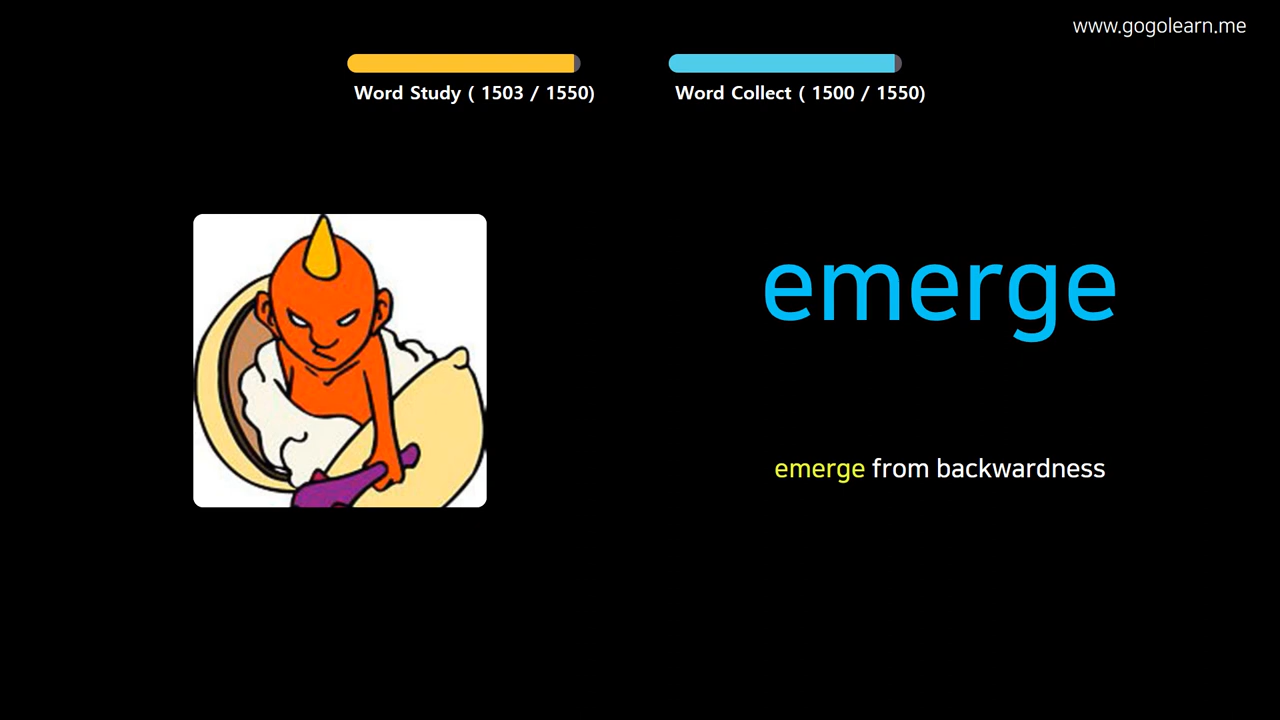 www.gogolearn.me
Word Study ( 1503 / 1550)
Word Collect ( 1500 / 1550)
emerge
emerge from backwardness